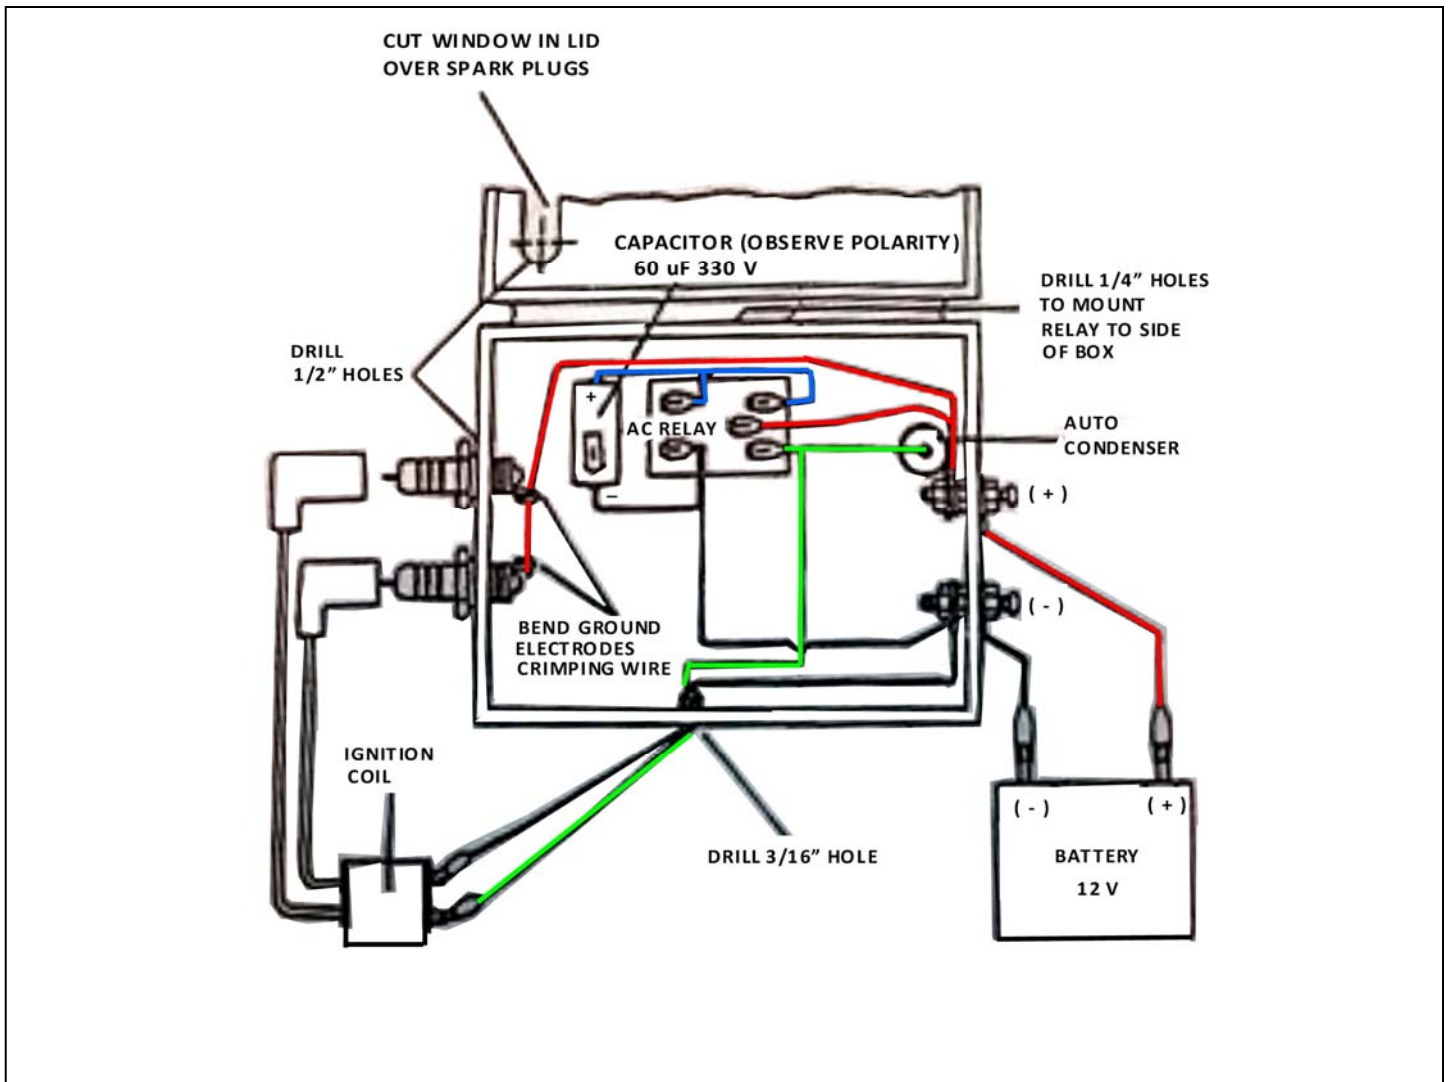 CUT WINDOW IN LID
OVER SPARK PLUGS
CAPACITOR (OBSERVE POLARITY)
60 uF 330 V
DRILL 1/4” HOLES
TO MOUNT
RELAY TO SIDE
OF BOX
DRILL
1/2” HOLES
+
AC RELAY
AUTO
CONDENSER
–
( + )
( - )
BEND GROUND
ELECTRODES
CRIMPING WIRE
IGNITION
COIL
DRILL 3/16” HOLE
( - )
( + )
BATTERY
12 V